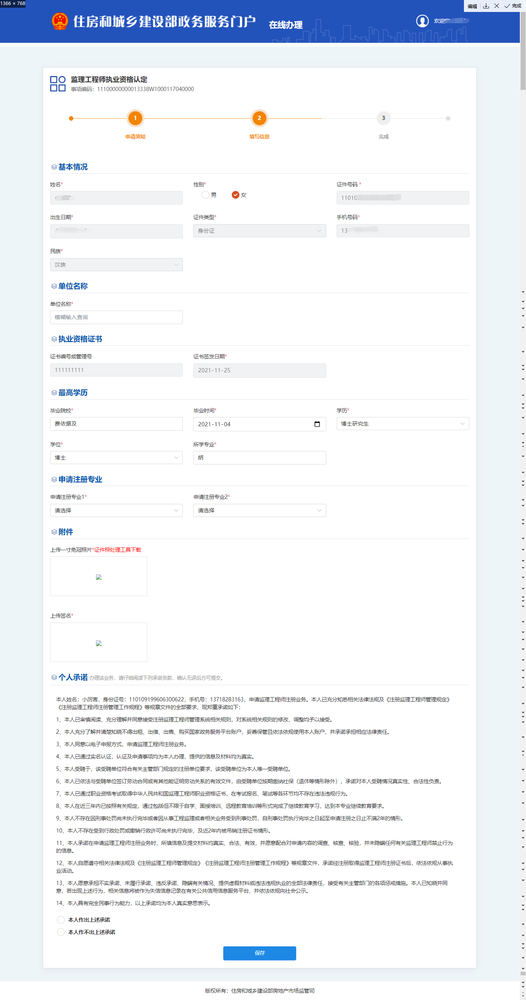 1366 × 768
编辑 完成
住房和城乡建设部政务服务门户 在线办理
欢迎您
监理工程师执业资格认定
事项编码：11100000000013338W1000117040000
1 2 3
申请须知 填写信息 完成
基本情况
姓名* 性别* 证件号码 *
男 女 11010
出生日期* 证件类型* 手机号码*
身份证 13
民族*
汉族
单位名称
单位名称*
模糊输入查询
执业资格证书
证书编号或管理号 证书签发日期*
111111111 2021-11-25
最高学历
毕业院校* 毕业时间* 学历*
费依据及 2021-11-04 博士研究生
学位* 所学专业*
博士 胡
申请注册专业
申请注册专业1* 申请注册专业2*
请选择 请选择
附件
上传一寸免冠照片*证件照处理工具下载
上传签名*
个人承诺 办理该业务，请仔细阅读下列承诺条款，确认无误后方可提交。
本人姓名：小厉害，身份证号：110109199606300622，手机号：13718283163，申请监理工程师注册业务。本人已充分知悉相关法律法规及《注册监理工程师管理规定》
《注册监理工程师注册管理工作规程》等规章文件的全部要求，现郑重承诺如下：
1、本人已审慎阅读、充分理解并同意接受注册监理工程师管理系统相关规则，对系统相关规则的修改、调整均予以接受。
2、本人充分了解并清楚知晓不得出租、出借、出售、购买国家政务服务平台账户，妥善保管且依法依规使用本人账户，并承诺承担相应法律责任。
3、本人同意以电子申报方式，申请监理工程师注册业务。
4、本人已通过实名认证，认证及申请事项均为本人办理，提供的信息及材料均为真实。
5、本人受聘于，该受聘单位符合有关主管部门规定的注册单位要求，该受聘单位为本人唯一受聘单位。
6、本人已依法与受聘单位签订劳动合同或有其他能证明劳动关系的有效文件，由受聘单位按期缴纳社保（退休等情形除外），承诺对本人受聘情况真实性、合法性负责。
7、本人已通过职业资格考试取得中华人民共和国监理工程师职业资格证书，在考试报名、笔试等各环节均不存在违法违规行为。
8、本人在近三年内已按照有关规定，通过包括但不限于自学、面授培训、远程教育培训等形式完成了继续教育学习，达到本专业继续教育要求。
9、本人不存在因刑事处罚尚未执行完毕或者因从事工程监理或者相关业务受到刑事处罚，自刑事处罚执行完毕之日起至申请注册之日止不满2年的情形。
10、本人不存在受到行政处罚或撤销行政许可尚未执行完毕，及近2年内被吊销注册证书情形。
11、本人承诺在申请监理工程师注册业务时，所填信息及提交材料均真实、合法、有效，并愿意配合对申请内容的调查、核查、核验，并未隐瞒任何有关监理工程师禁止行为
的信息。
12、本人自愿遵守相关法律法规及《注册监理工程师管理规定》《注册监理工程师注册管理工作规程》等规章文件，承诺经注册取得监理工程师注册证书后，依法依规从事执
业活动。
13、本人愿意承担不实承诺、未履行承诺、违反承诺、隐瞒有关情况、提供虚假材料或违法违规执业的全部法律责任，接受有关主管部门的各项惩戒措施。本人已知晓并同
意，若出现上述行为，相关信息将被作为失信信息记录在有关公共信用信息服务平台，并依法依规向社会公示。
14、本人具有完全民事行为能力，以上承诺均为本人真实意思表示。
本人作出上述承诺
本人作不出上述承诺
保存
版权所有：住房和城乡建设部房地产市场监管司